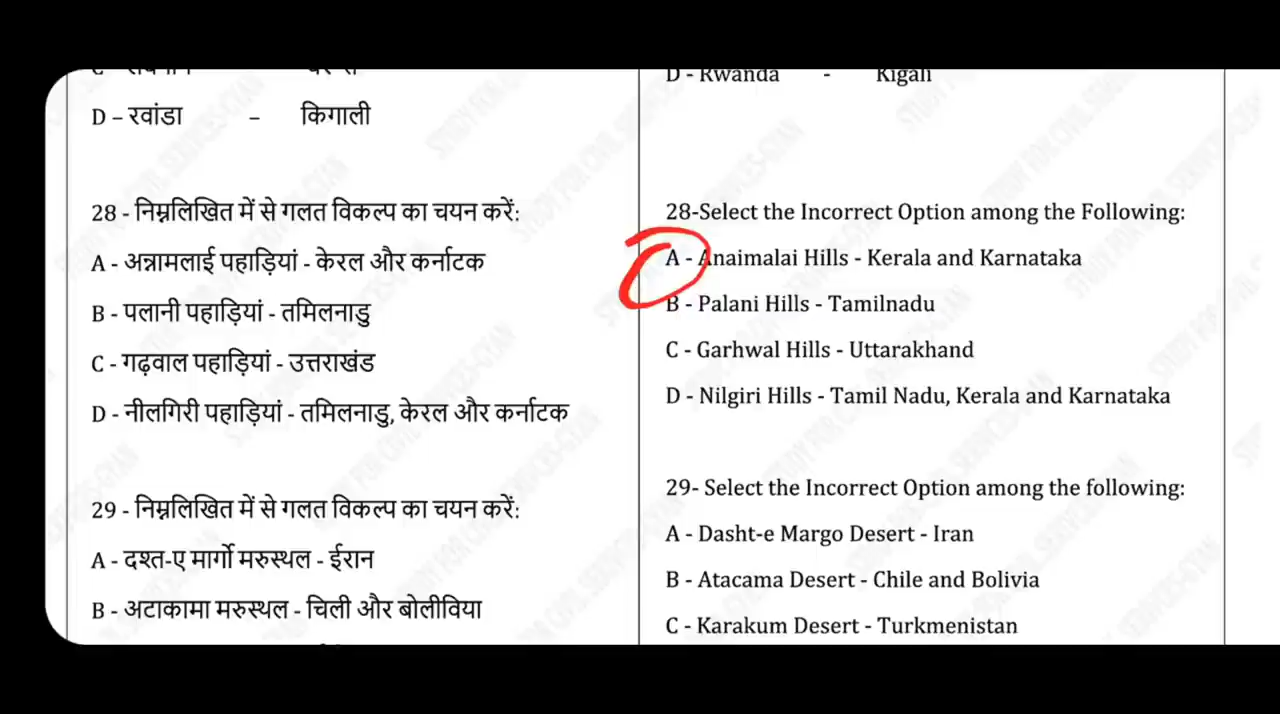 D – रवांडा – किगाली
28 - निम्नलिखित में से गलत विकल्प का चयन करें:
A - अन्नामलाई पहाड़ियां - केरल और कर्नाटक
B - पलानी पहाड़ियां - तमिलनाडु
C - गढ़वाल पहाड़ियां - उत्तराखंड
D - नीलगिरी पहाड़ियां - तमिलनाडु, केरल और कर्नाटक
29 - निम्नलिखित में से गलत विकल्प का चयन करें:
A - दश्त-ए मार्गो मरुस्थल - ईरान
B - अटाकामा मरुस्थल - चिली और बोलीविया
D - Rwanda - Kigali
28-Select the Incorrect Option among the Following:
A - Anaimalai Hills - Kerala and Karnataka
B - Palani Hills - Tamilnadu
C - Garhwal Hills - Uttarakhand
D - Nilgiri Hills - Tamil Nadu, Kerala and Karnataka
29- Select the Incorrect Option among the following:
A - Dasht-e Margo Desert - Iran
B - Atacama Desert - Chile and Bolivia
C - Karakum Desert - Turkmenistan